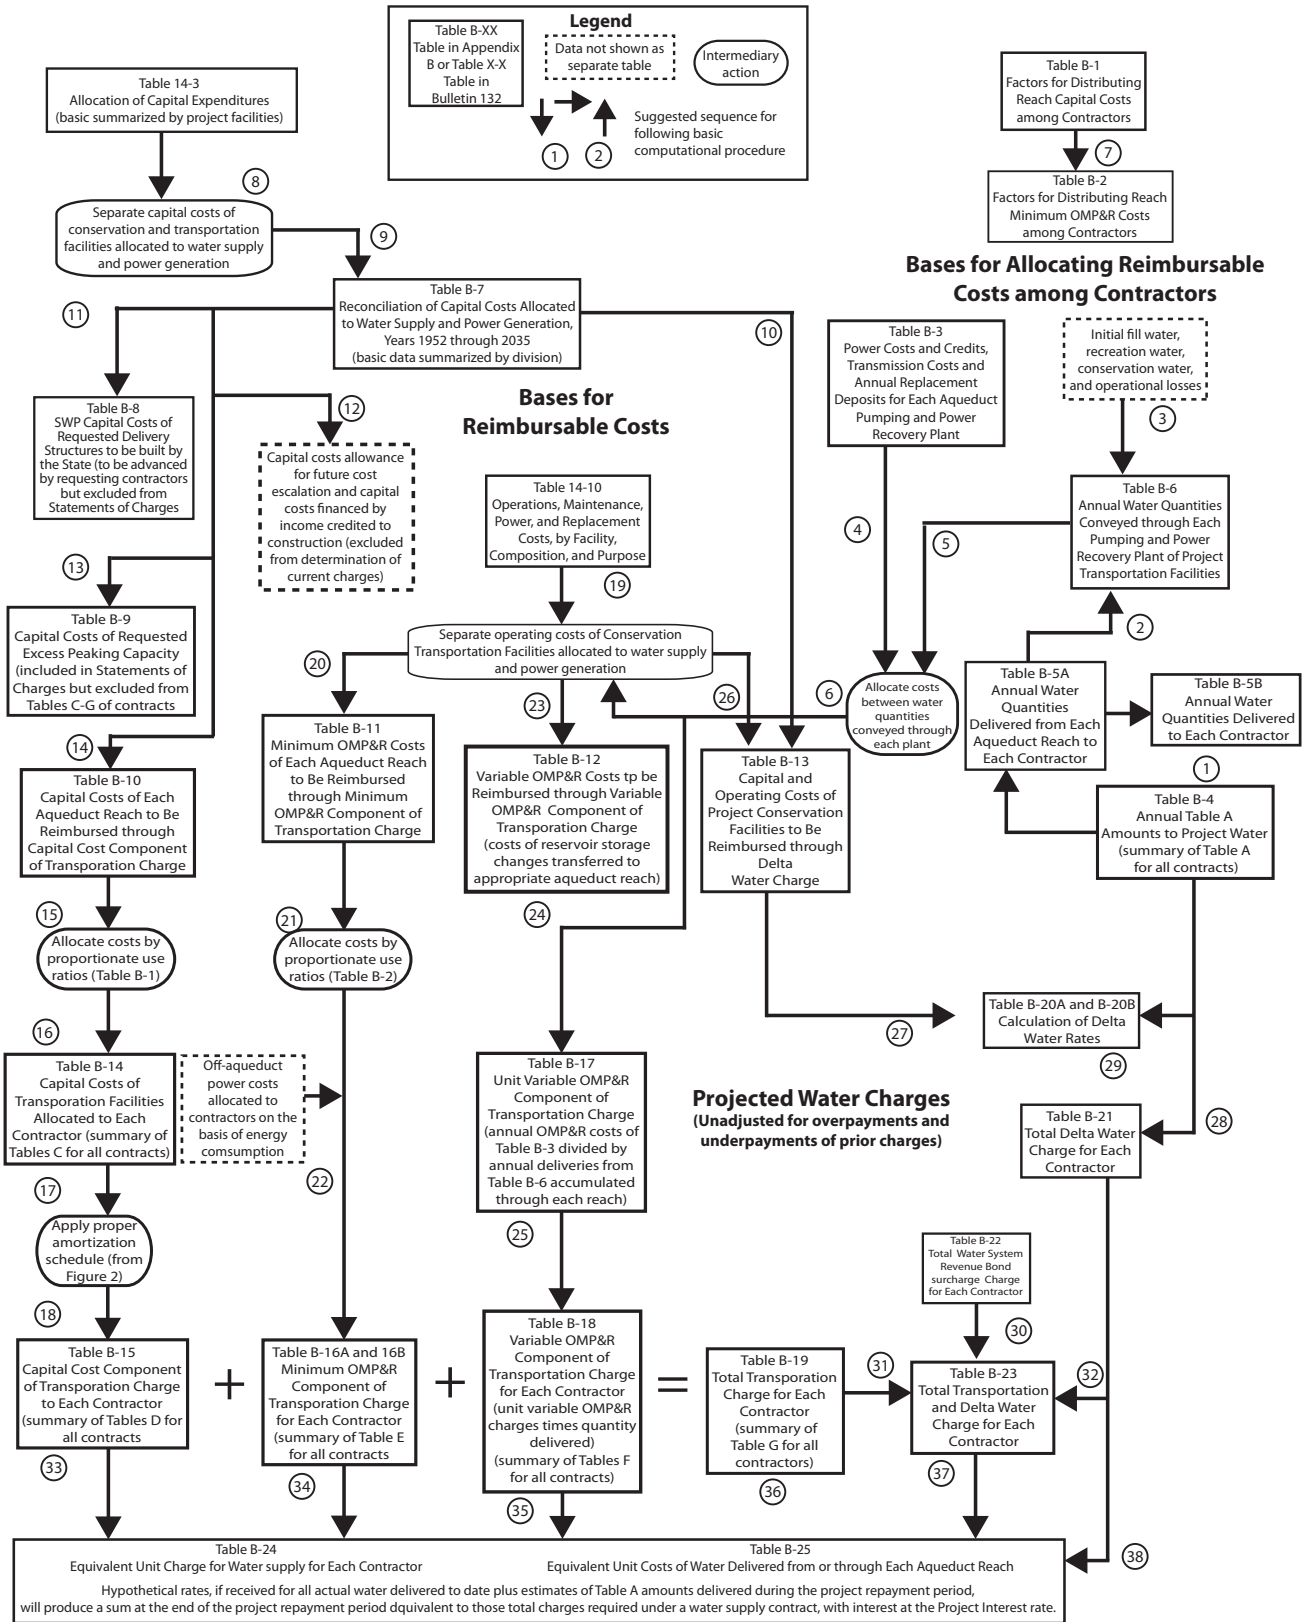 Legend
Table B-XX
Table in Appendix
B or Table X-X
Table in
Bulletin 132
Data not shown as
separate table
Intermediary
action
1
2
Suggested sequence for
following basic
computational procedure
Table 14-3
Allocation of Capital Expenditures
(basic summarized by project facilities)
8
Separate capital costs of
conservation and transportation
facilities allocated to water supply
and power generation
9
Table B-1
Factors for Distributing
Reach Capital Costs
among Contractors
7
Table B-2
Factors for Distributing Reach
Minimum OMP&R Costs
among Contractors
Bases for Allocating Reimbursable
Costs among Contractors
Table B-7
Reconciliation of Capital Costs Allocated
to Water Supply and Power Generation,
Years 1952 through 2035
(basic data summarized by division)
11
10
Table B-8
SWP Capital Costs of
Requested Delivery
Structures to be built by
the State (to be advanced
by requesting contractors
but excluded from
Statements of Charges
12
Capital costs allowance
for future cost
escalation and capital
costs financed by
income credited to
construction (excluded
from determination of
current charges)
Bases for
Reimbursable Costs
Table B-3
Power Costs and Credits,
Transmission Costs and
Annual Replacement
Deposits for Each Aqueduct
Pumping and Power
Recovery Plant
Initial fill water,
recreation water,
conservation water,
and operational losses
3
Table 14-10
Operations, Maintenance,
Power, and Replacement
Costs, by Facility,
Composition, and Purpose
19
4
5
Table B-6
Annual Water Quantities
Conveyed through Each
Pumping and Power
Recovery Plant of Project
Transportation Facilities
2
13
Table B-9
Capital Costs of Requested
Excess Peaking Capacity
(included in Statements of
Charges but excluded from
Tables C-G of contracts
20
Separate operating costs of Conservation
Transportation Facilities allocated to water supply
and power generation
23
26
6
Allocate costs
between water
quantities
conveyed through
each plant
Table B-5A
Annual Water
Quantities
Delivered from Each
Aqueduct Reach to
Each Contractor
Table B-5B
Annual Water
Quantities Delivered
to Each Contractor
1
Table B-4
Annual Table A
Amounts to Project Water
(summary of Table A
for all contracts)
14
Table B-10
Capital Costs of Each
Aqueduct Reach to Be
Reimbursed through
Capital Cost Component
of Transporation Charge
Table B-11
Minimum OMP&R Costs
of Each Aqueduct Reach
to Be Reimbursed
through Minimum
OMP&R Component of
Transportation Charge
Table B-12
Variable OMP&R Costs tp be
Reimbursed through Variable
OMP&R Component of
Transporation Charge
(costs of reservoir storage
changes transferred to
appropriate aqueduct reach)
24
Table B-13
Capital and
Operating Costs of
Project Conservation
Facilities to Be
Reimbursed through
Delta
Water Charge
15
Allocate costs by
proportionate use
ratios (Table B-1)
21
Allocate costs by
proportionate use
ratios (Table B-2)
27
Table B-20A and B-20B
Calculation of Delta
Water Rates
29
16
Table B-14
Capital Costs of
Transporation Facilities
Allocated to Each
Contractor (summary of
Tables C for all contracts)
Off-aqueduct
power costs
allocated to
contractors on the
basis of energy
comsumption
22
Table B-17
Unit Variable OMP&R
Component of
Transportation Charge
(annual OMP&R costs of
Table B-3 divided by
annual deliveries from
Table B-6 accumulated
through each reach)
25
Projected Water Charges
(Unadjusted for overpayments and
underpayments of prior charges)
Table B-21
Total Delta Water
Charge for Each
Contractor
28
17
Apply proper
amortization
schedule (from
Figure 2)
18
Table B-22
Total Water System
Revenue Bond
surcharge Charge
for Each Contractor
30
Table B-15
Capital Cost Component
of Transporation Charge
to Each Contractor
(summary of Tables D for
all contracts
33
+
Table B-16A and 16B
Minimum OMP&R
Component of
Transporation Charge
for Each Contractor
(summary of Table E
for all contracts
34
+
Table B-18
Variable OMP&R
Component of
Transportation Charge
for Each Contractor
(unit variable OMP&R
charges times quantity
delivered)
(summary of Tables F
for all contracts)
35
=
Table B-19
Total Transporation
Charge for Each
Contractor
(summary of
Table G for all
contractors)
36
31
Table B-23
Total Transportation
and Delta Water
Charge for Each
Contractor
32
37
38
Table B-24
Equivalent Unit Charge for Water supply for Each Contractor
Table B-25
Equivalent Unit Costs of Water Delivered from or through Each Aqueduct Reach
Hypothetical rates, if received for all actual water delivered to date plus estimates of Table A amounts delivered during the project repayment period,
will produce a sum at the end of the project repayment period dquivalent to those total charges required under a water supply contract, with interest at the Project Interest rate.